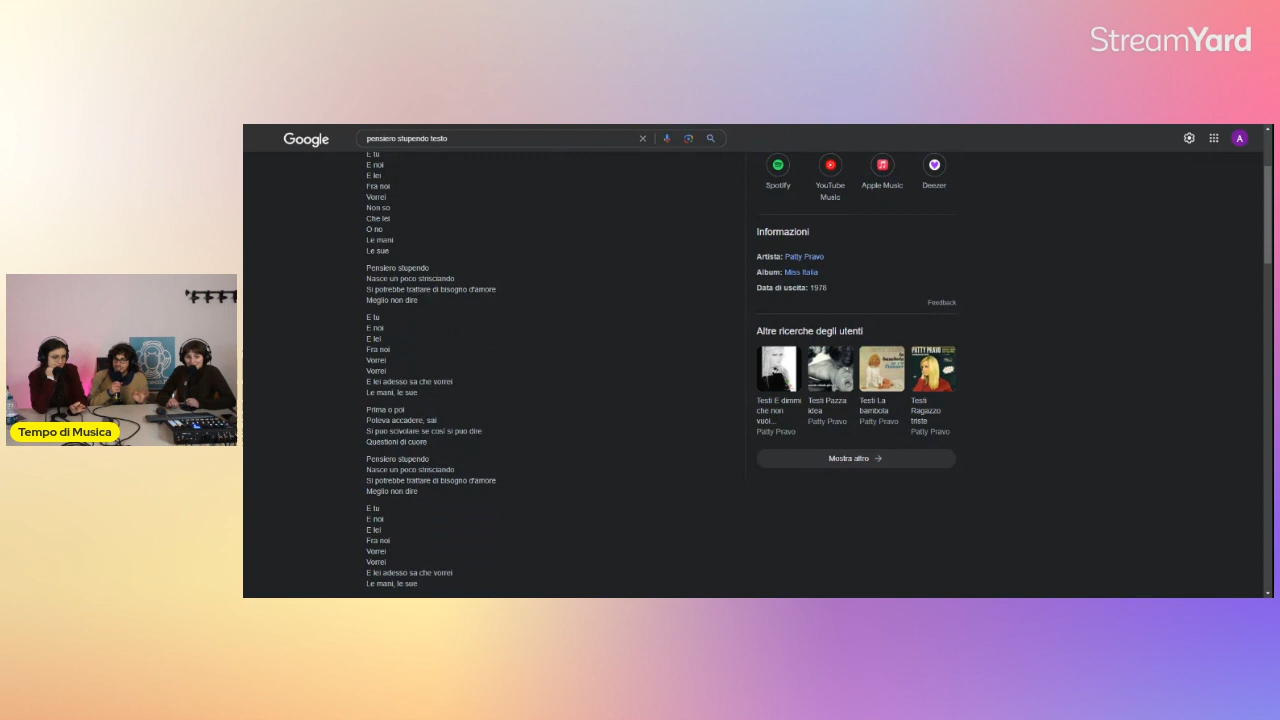 StreamYard
Google
pensiero stupendo testo
A
E tu
E noi
E lei
Fra noi
Vorrei
Non so
Che lei
O no
Le mani
Le sue
Pensiero stupendo
Nasce un poco strisciando
Si potrebbe trattare di bisogno d'amore
Meglio non dire
E tu
E noi
E lei
Fra noi
Vorrei
Vorrei
E lei adesso sa che vorrei
Le mani, le sue
Prima o poi
Poteva accadere, sai
Si può scivolare se così si può dire
Questioni di cuore
Pensiero stupendo
Nasce un poco strisciando
Si potrebbe trattare di bisogno d'amore
Meglio non dire
E tu
E noi
E lei
Fra noi
Vorrei
Vorrei
E lei adesso sa che vorrei
Le mani, le sue
Spotify
YouTube
Music
Apple Music
Deezer
Informazioni
Artista: Patty Pravo
Album: Miss Italia
Data di uscita: 1978
Feedback
Altre ricerche degli utenti
PATTY PRAVO
Testi E dimmi
che non
vuoi...
Patty Pravo
Testi Pazza
idea
Patty Pravo
Testi La
bambola
Patty Pravo
Testi
Ragazzo
triste
Patty Pravo
Mostra altro
Tempo di Musica